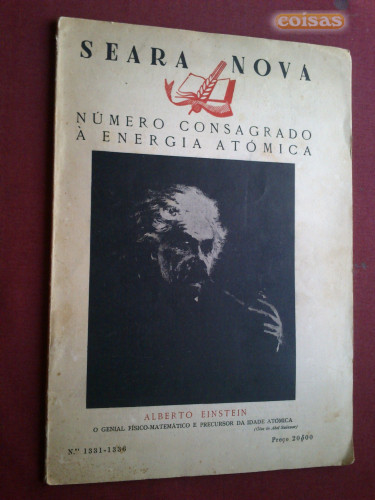 coisas
SEARA NOVA
NÚMERO CONSAGRADO
À ENERGIA ATÓMICA
ALBERTO EINSTEIN
O GENIAL FÍSICO-MATEMÁTICO E PRECURSOR DA IDADE ATÓMICA
N.os 1331-1336
Preço 20$00